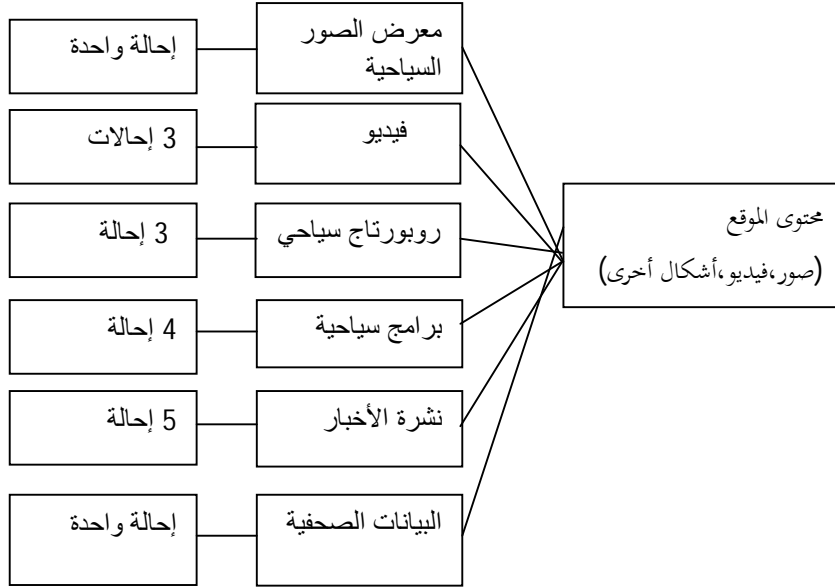 محتوى الموقع
(صور،فيديو،أشكال أخرى)
معرض الصور
السياحية
إحالة واحدة
فيديو
3 إحالات
روبورتاج سياحي
3 إحالة
برامج سياحية
4 إحالة
نشرة الأخبار
5 إحالة
البيانات الصحفية
إحالة واحدة